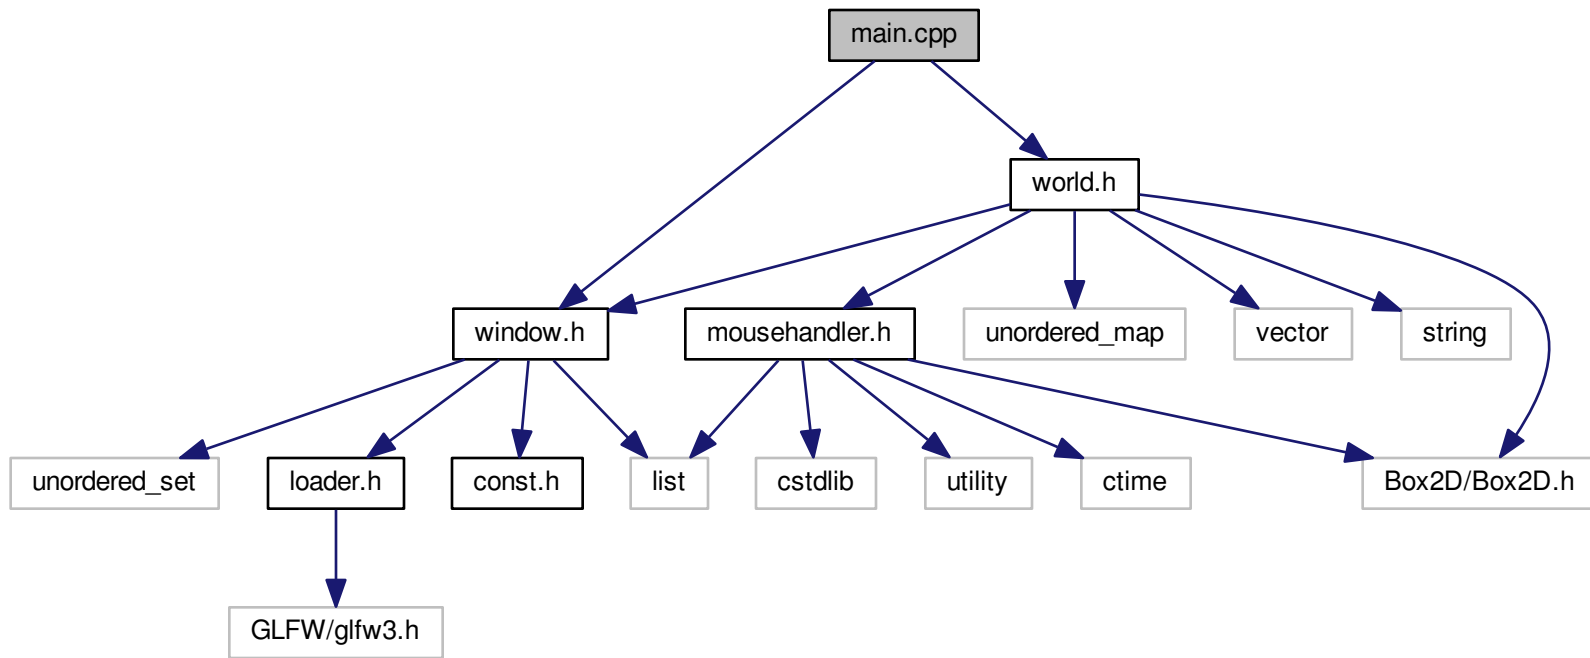 main.cpp
world.h
window.h
mousehandler.h
unordered_map
vector
string
unordered_set
loader.h
const.h
list
cstdlib
utility
ctime
Box2D/Box2D.h
GLFW/glfw3.h